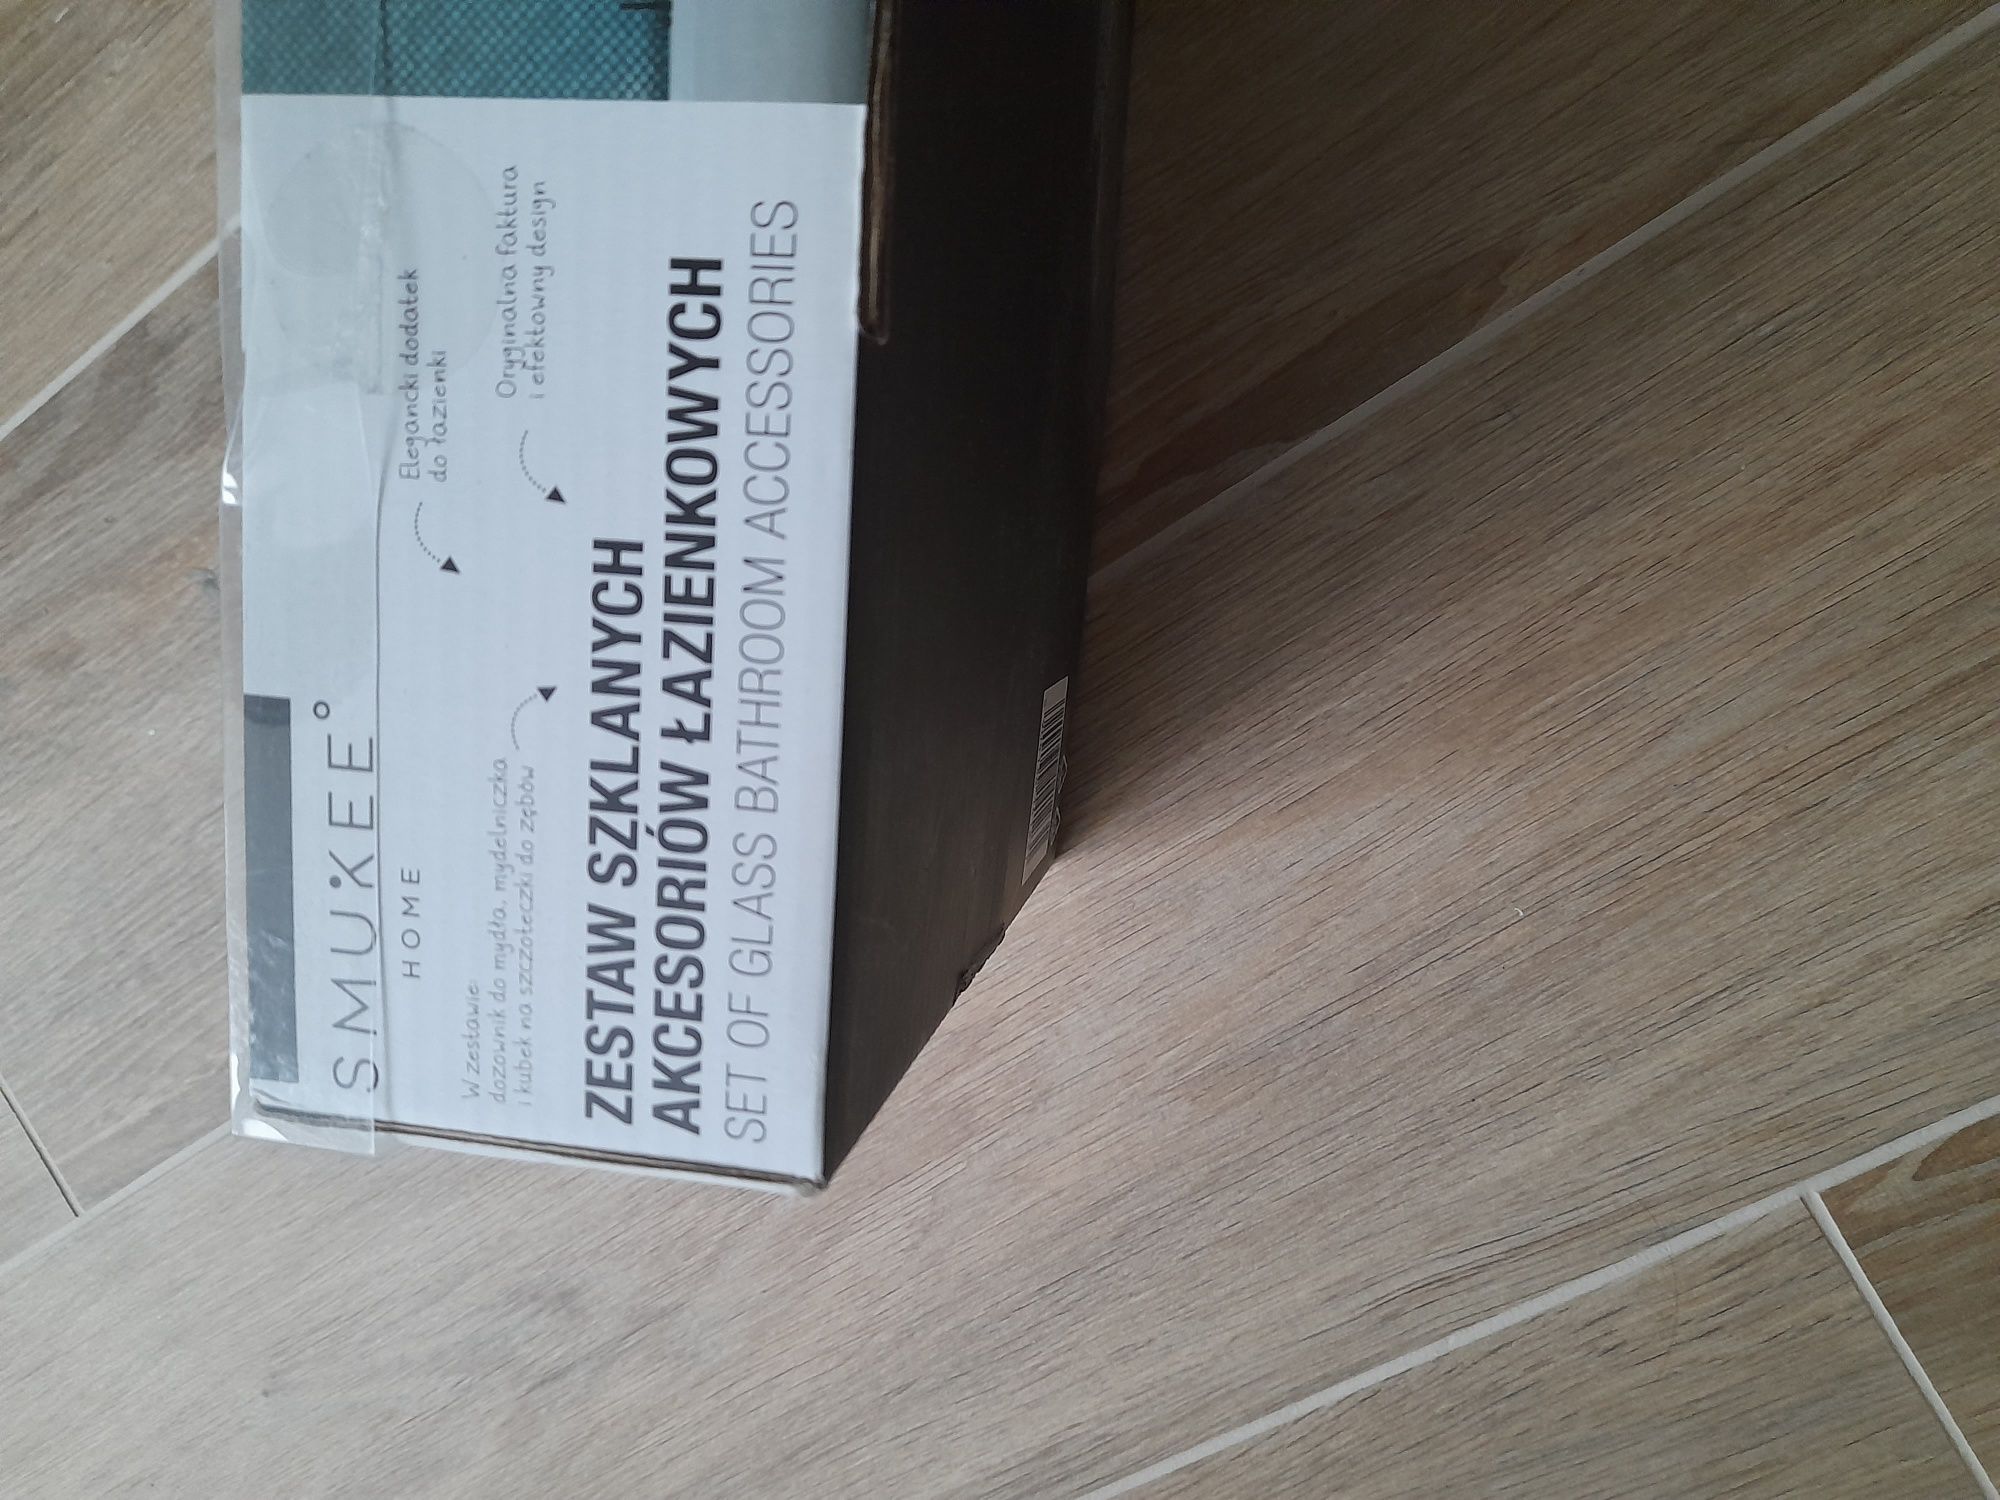 SMUKEE
HOME
Elegancki dodatek
do łazienki
W zestawie:
dozownik do mydła, mydelniczka
i kubek na szczoteczki do zębów
Oryginalna faktura
i efektowny design
ZESTAW SZKLANYCH
AKCESORIÓW ŁAZIENKOWYCH
SET OF GLASS BATHROOM ACCESSORIES